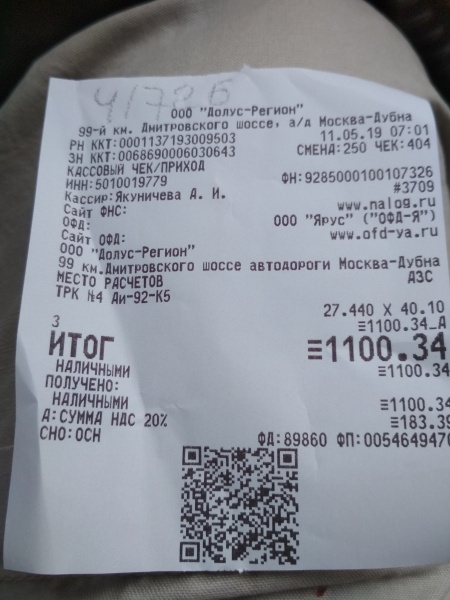 41786
ООО "Долус-Регион"
99-й км. Дмитровского шоссе, а/д Москва-Дубна
РН ККТ:0001137193009503 11.05.19 07:01
ЗН ККТ:0068690006030643 СМЕНА:250 ЧЕК:404
КАССОВЫЙ ЧЕК/ПРИХОД
ИНН:5010019779 ФН:9285000100107326
Кассир:Якуничева А. И. #3709
Сайт ФНС: www.nalog.ru
ОФД: ООО "Ярус" ("ОФД-Я")
Сайт ОФД: www.ofd-ya.ru
ООО "Долус-Регион"
99 км.Дмитровского шоссе автодороги Москва-Дубна
МЕСТО РАСЧЕТОВ АЗС
ТРК №4 Аи-92-К5
27.440 X 40.10
3 ≡1100.34_А
ИТОГ ≡1100.34
НАЛИЧНЫМИ ≡1100.34
ПОЛУЧЕНО:
НАЛИЧНЫМИ ≡1100.34
А:СУММА НДС 20% ≡183.39
СНО:ОСН ФД:89860 ФП:0054649470